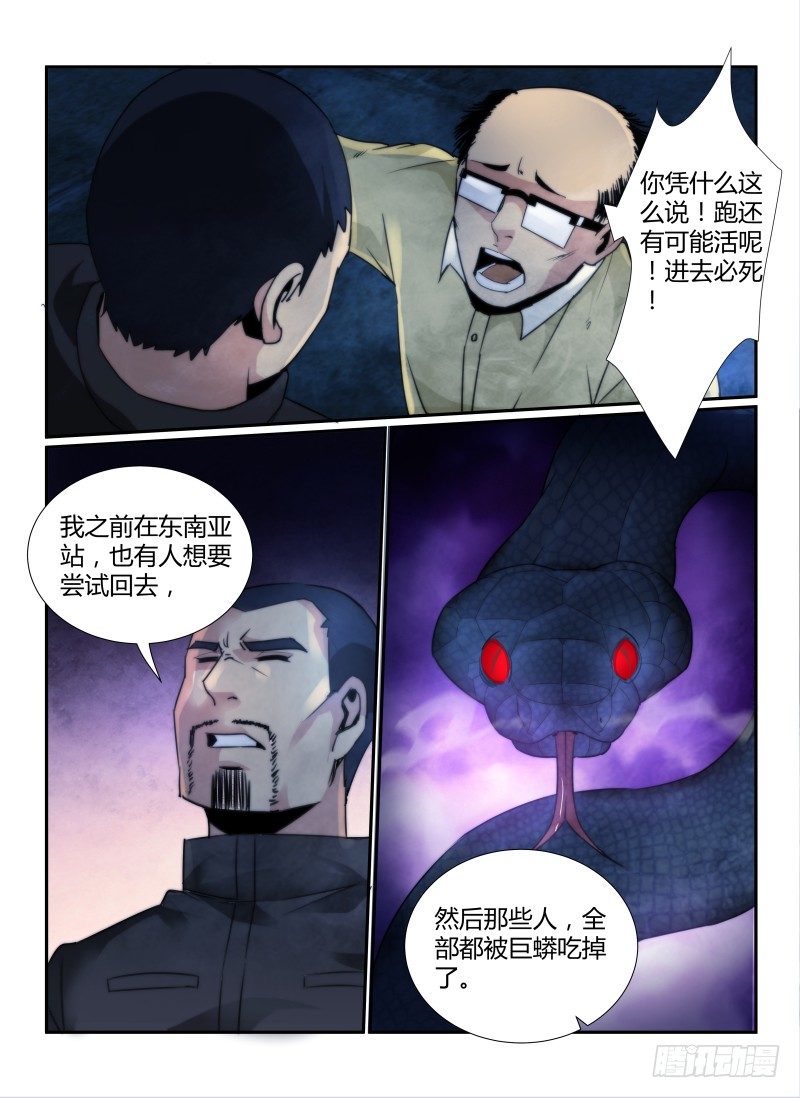 你凭什么这
么说！跑还
有可能活呢
！进去必死
！
我之前在东南亚
站，也有人想要
尝试回去，
然后那些人，全
部都被巨蟒吃掉
了。
腾讯动漫